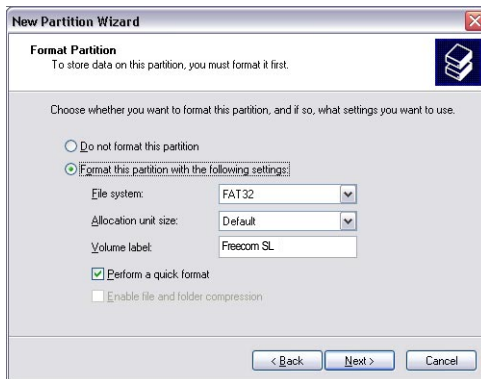 New Partition Wizard
Format Partition
To store data on this partition, you must format it first.
Choose whether you want to format this partition, and if so, what settings you want to use.
Do not format this partition
Format this partition with the following settings:
File system: FAT32
Allocation unit size: Default
Volume label: Freecom SL
Perform a quick format
Enable file and folder compression
< Back Next > Cancel